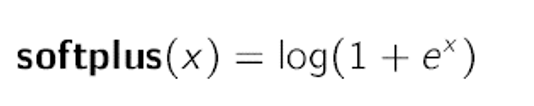 softplus(x) = log(1 + eˣ)